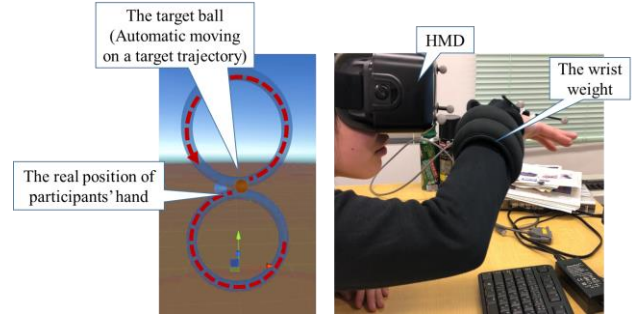 The target ball
(Automatic moving
on a target trajectory)
HMD
The wrist
weight
The real position of
participants' hand